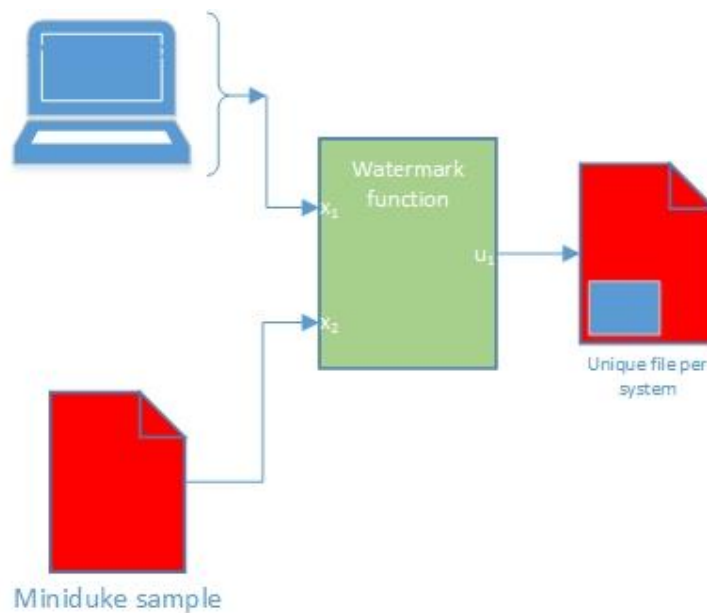 Watermark
function
x₁
u₁
x₂
Unique file per
system
Miniduke sample